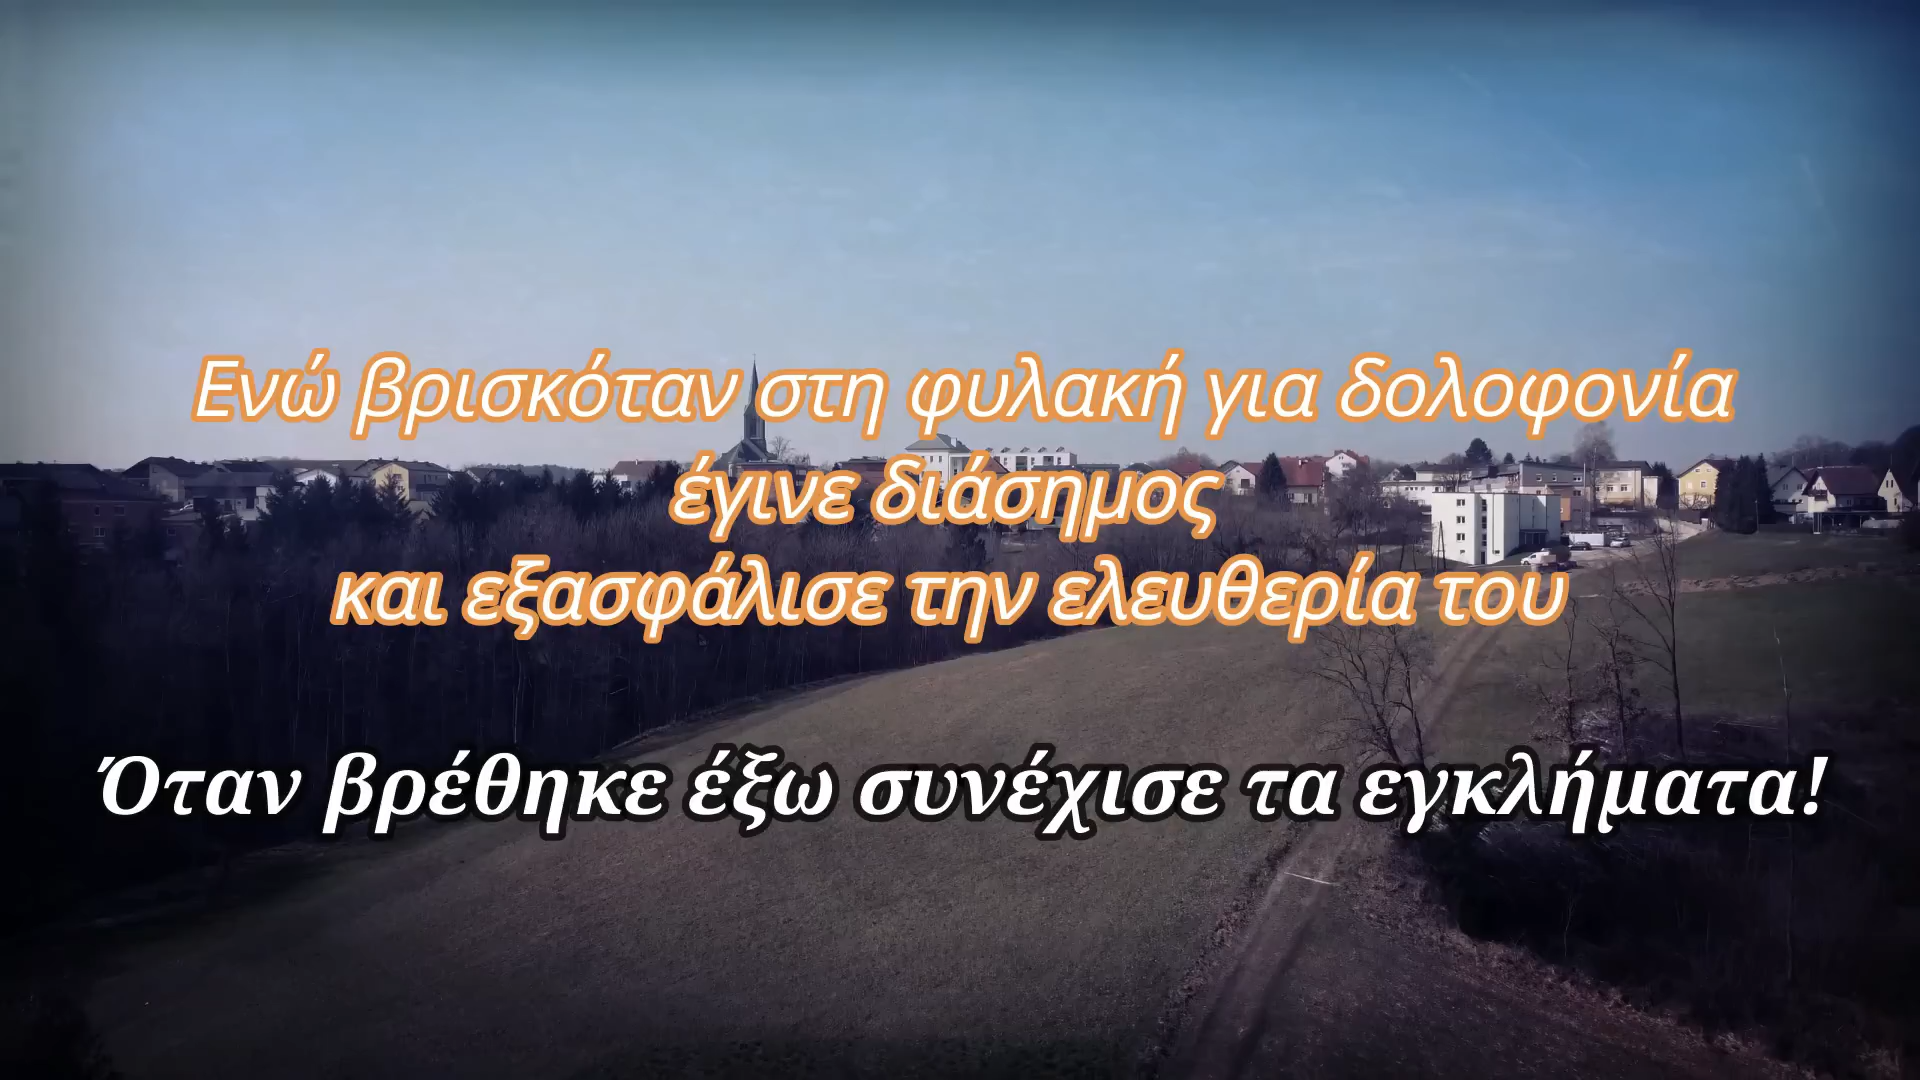 Ενώ βρισκόταν στη φυλακή για δολοφονία
έγινε διάσημος
και εξασφάλισε την ελευθερία του
Όταν βρέθηκε έξω συνέχισε τα εγκλήματα!